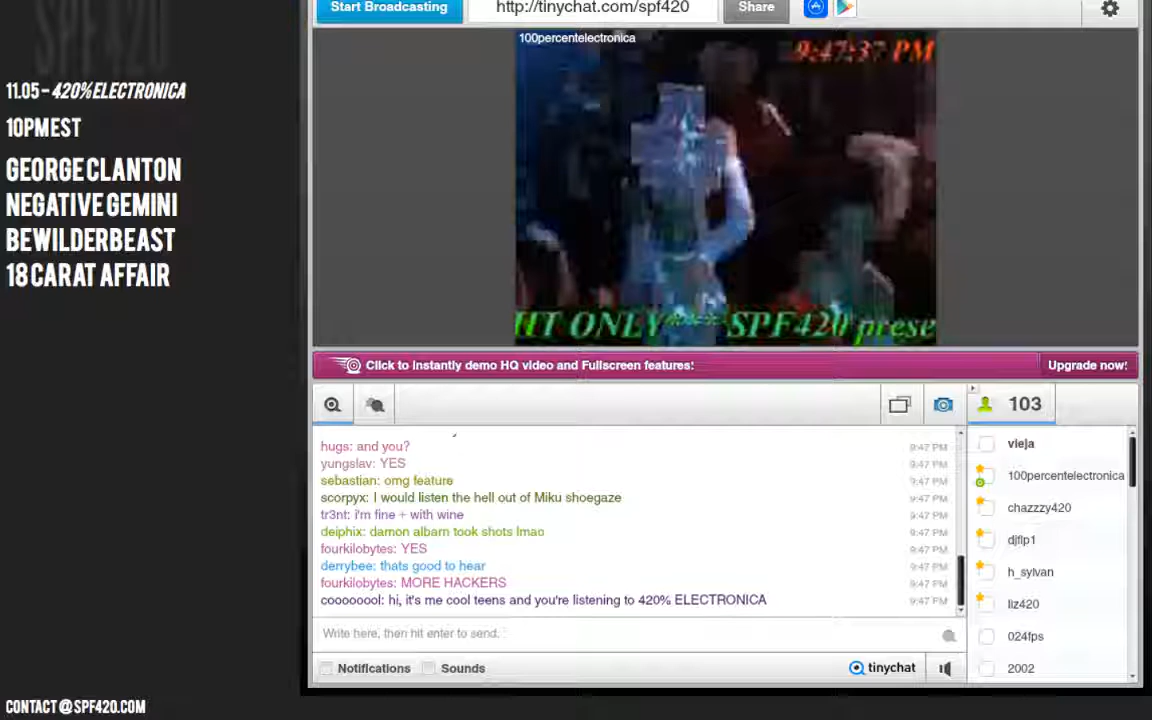 SPF420
11.05 – 420%ELECTRONICA
10PM EST
GEORGE CLANTON
NEGATIVE GEMINI
BEWILDERBEAST
18 CARAT AFFAIR
CONTACT@SPF420.COM
Start Broadcasting
http://tinychat.com/spf420
Share
100percentelectronica
9:47:37 PM
HT ONLY**** SPF420 prese
Click to instantly demo HQ video and Fullscreen features:
Upgrade now!
103
hugs: and you? 9:47 PM
yungslav: YES 9:47 PM
sebastian: omg feature 9:47 PM
scorpyx: I would listen the hell out of Miku shoegaze 9:47 PM
tr3nt: i'm fine + with wine 9:47 PM
deiphix: damon albarn took shots lmao 9:47 PM
fourkilobytes: YES 9:47 PM
derrybee: thats good to hear 9:47 PM
fourkilobytes: MORE HACKERS 9:47 PM
coooooool: hi, it's me cool teens and you're listening to 420% ELECTRONICA 9:47 PM
Write here, then hit enter to send.
Notifications
Sounds
tinychat
vieja
100percentelectronica
chazzzy420
djflp1
h_sylvan
liz420
024fps
2002